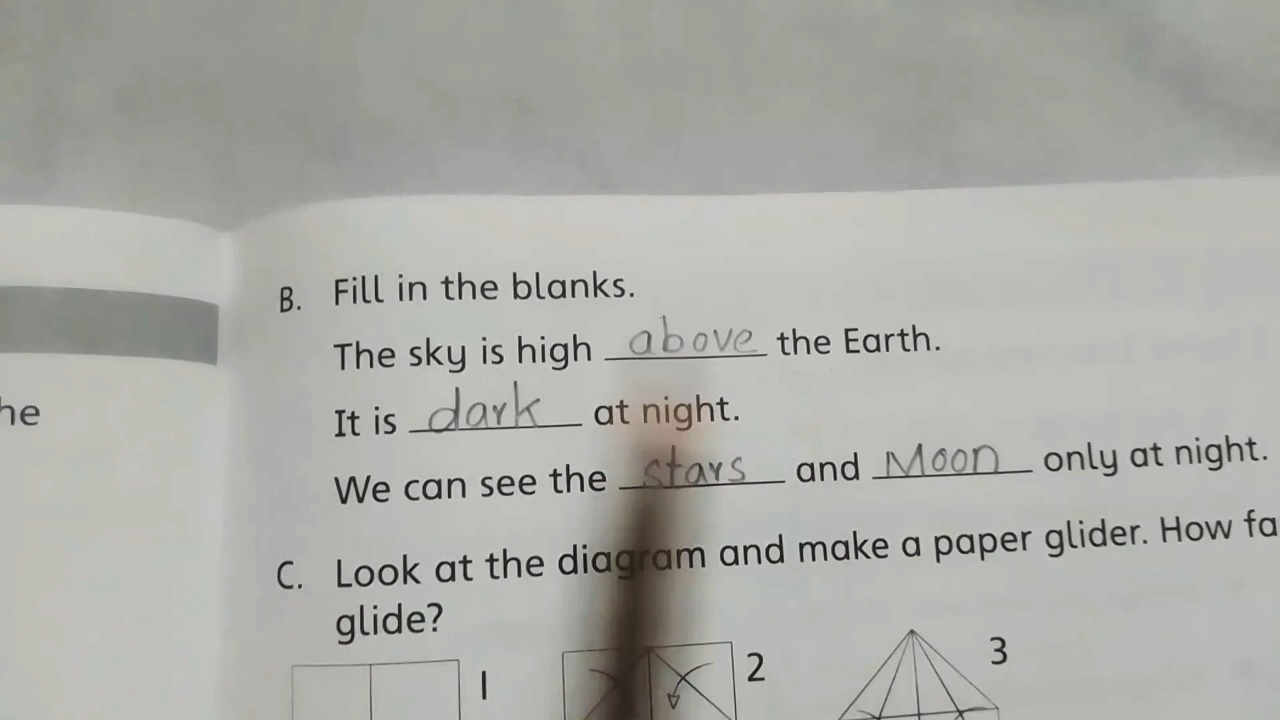 B. Fill in the blanks.
The sky is high above the Earth.
It is dark at night.
he
We can see the stars and Moon only at night.
C. Look at the diagram and make a paper glider. How fa
glide?
1 2 3